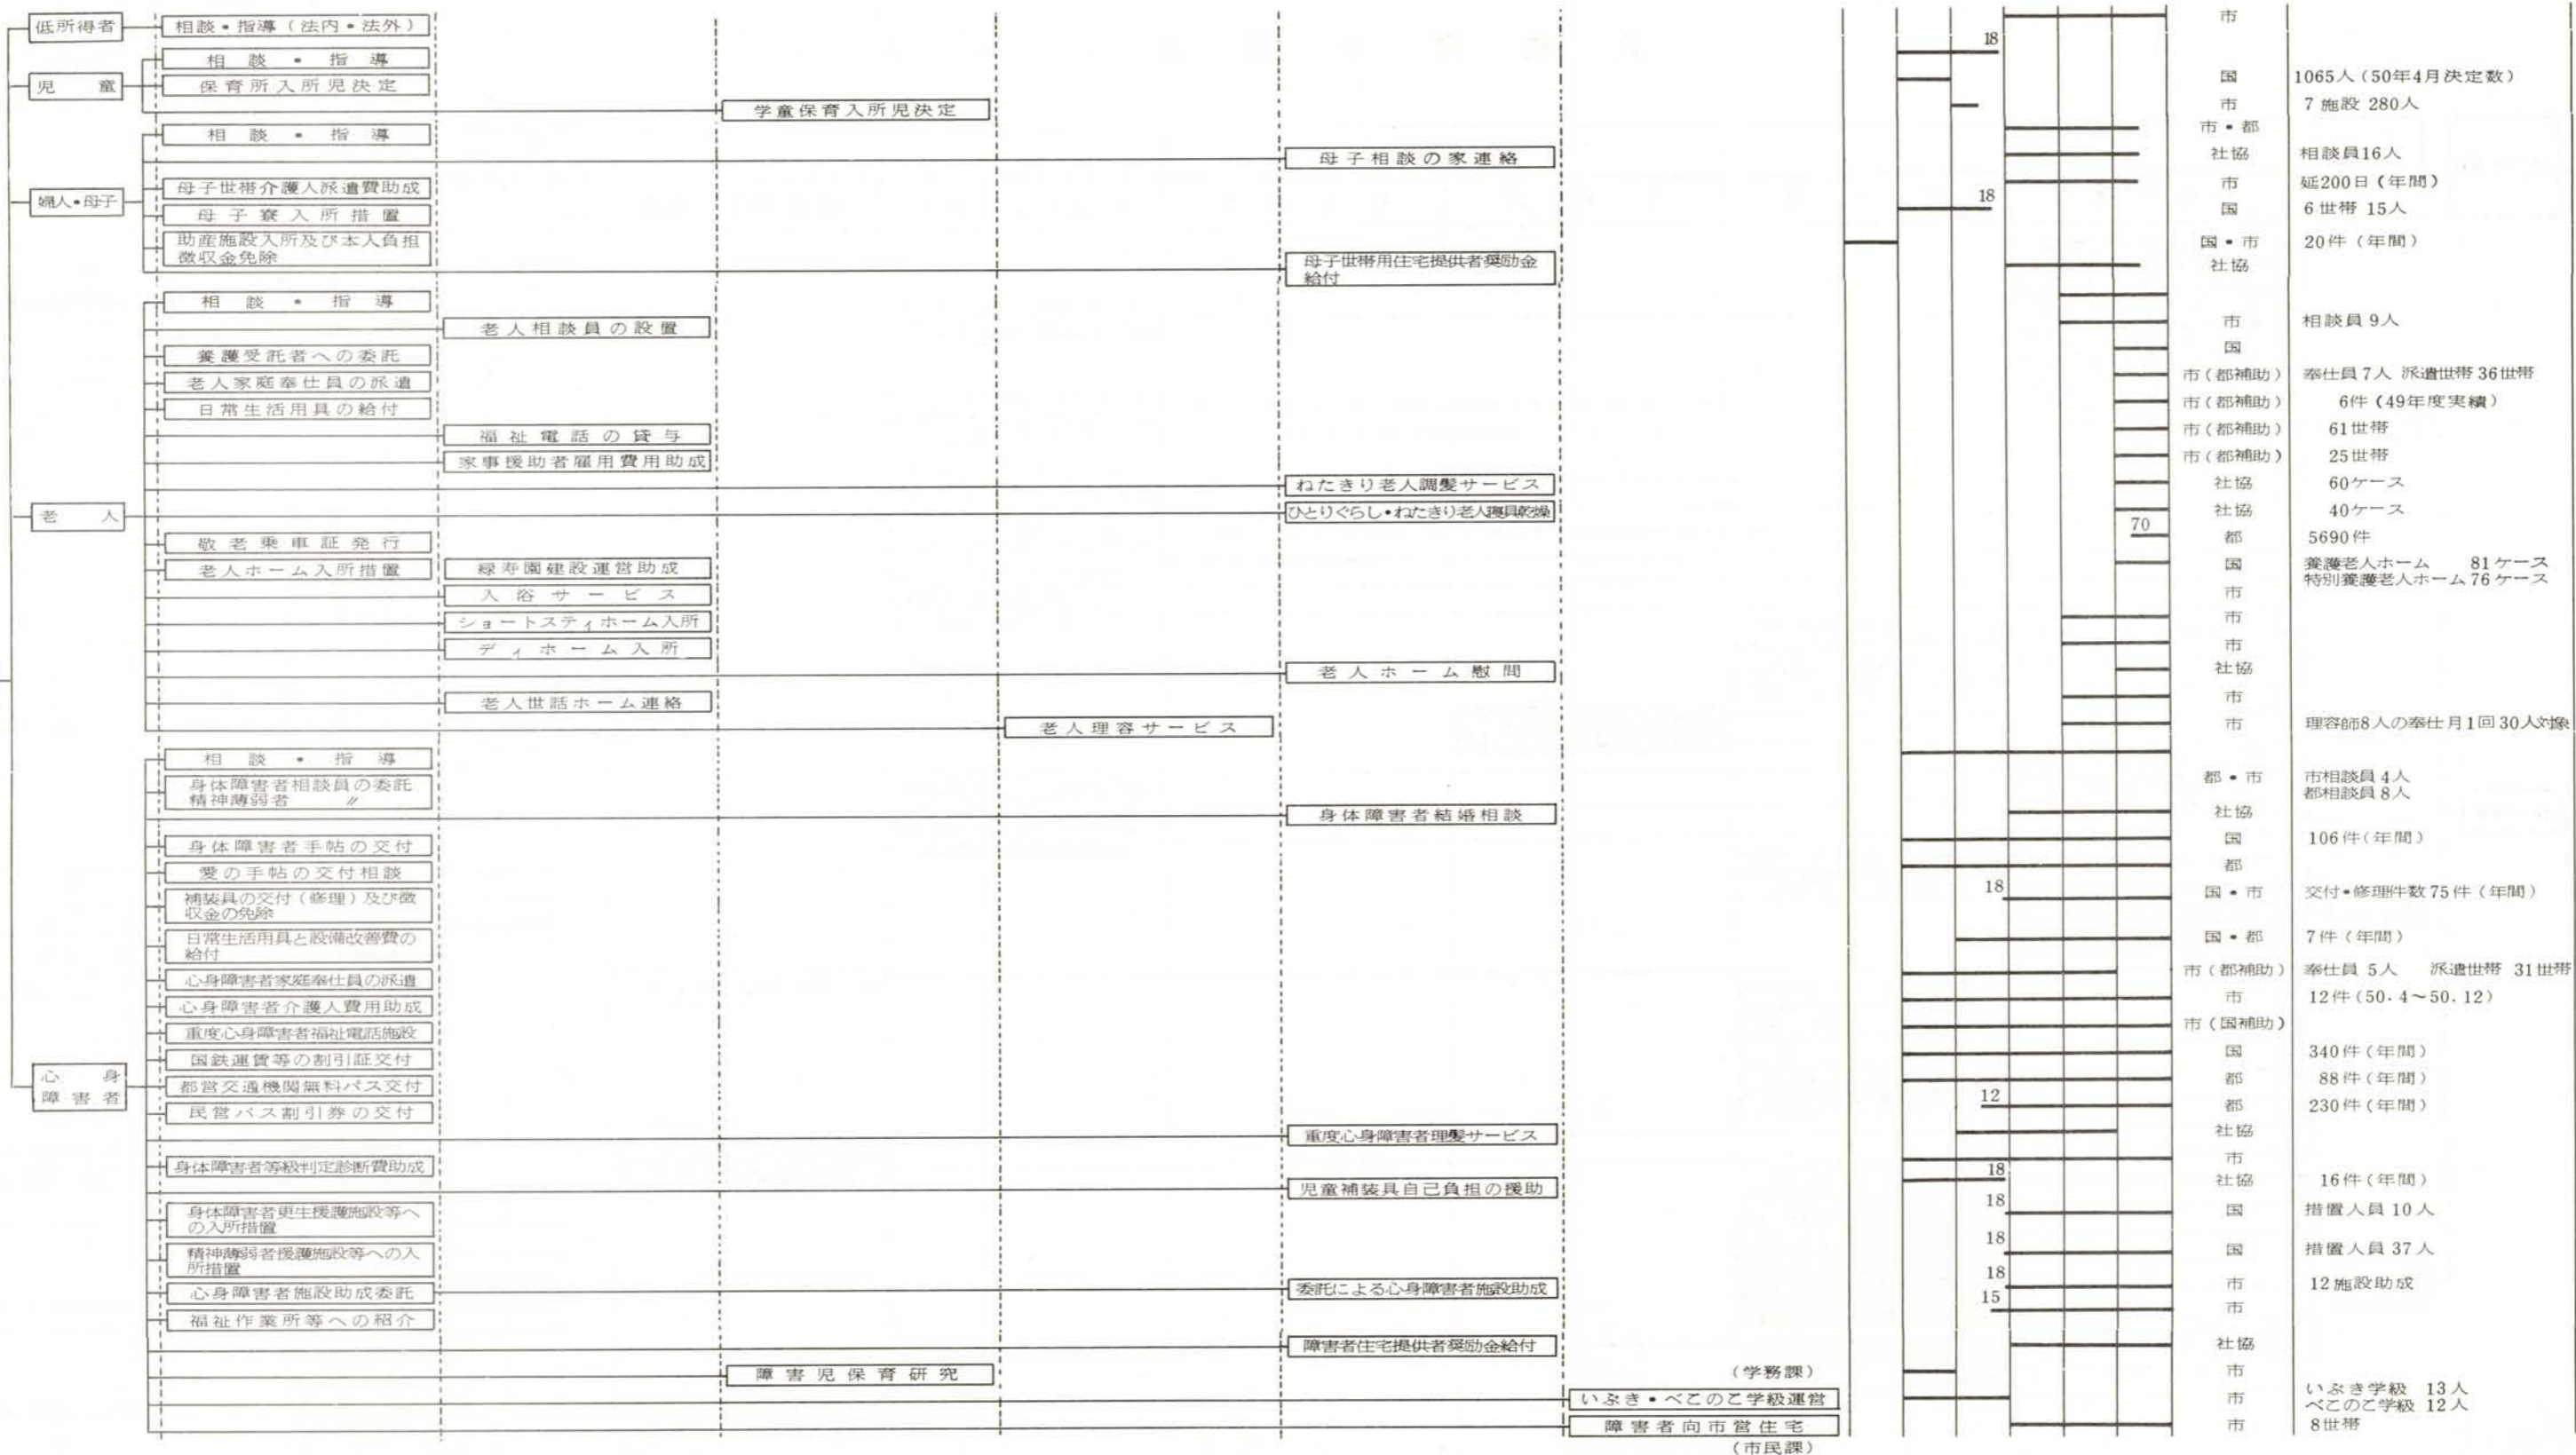 低所得者 相談・指導（法内・法外） 市
相談・指導 18
児童 保育所入所児決定 国 1065人（50年4月決定数）
学童保育入所児決定 市 7施設 280人
相談・指導 市・都
母子相談の家連絡 社協 相談員16人
母子世帯介護人派遣費助成 市 延200日（年間）
婦人・母子 母子寮入所措置 18 国 6世帯 15人
助産施設入所及び本人負担
徴収金免除 国・市 20件（年間）
母子世帯用住宅提供者奨励金
給付 社協
相談・指導
老人相談員の設置 市 相談員9人
養護受託者への委託 国
老人家庭奉仕員の派遣 市（都補助） 奉仕員7人 派遣世帯36世帯
日常生活用具の給付 市（都補助） 6件（49年度実績）
福祉電話の貸与 市（都補助） 61世帯
家事援助者雇用費用助成 市（都補助） 25世帯
ねたきり老人調髪サービス 社協 60ケース
老人 ひとりぐらし・ねたきり老人寝具乾燥 社協 40ケース
敬老乗車証発行 70 都 5690件
老人ホーム入所措置 緑寿園建設運営助成 国 養護老人ホーム 81ケース
特別養護老人ホーム76ケース
入浴サービス 市
ショートスティホーム入所 市
ディホーム入所 市
老人ホーム慰問 社協
老人世話ホーム連絡 市
老人理容サービス 市 理容師8人の奉仕月1回30人対象
相談・指導
身体障害者相談員の委託 都・市 市相談員4人
精神薄弱者 〃 都相談員8人
身体障害者結婚相談 社協
身体障害者手帖の交付 国 106件（年間）
愛の手帖の交付相談 都
補装具の交付（修理）及び徴
収金の免除 18 国・市 交付・修理件数75件（年間）
日常生活用具と設備改善費の
給付 国・都 7件（年間）
心身障害者家庭奉仕員の派遣 市（都補助） 奉仕員5人 派遣世帯31世帯
心身障害者介護人費用助成 市 12件（50.4～50.12）
重度心身障害者福祉電話施設 市（国補助）
国鉄運賃等の割引証交付 国 340件（年間）
心身
障害者 都営交通機関無料パス交付 都 88件（年間）
民営バス割引券の交付 12 都 230件（年間）
重度心身障害者理髪サービス 社協
身体障害者等級判定診断費助成 市
児童補装具自己負担の援助 18 社協 16件（年間）
身体障害者更生援護施設等へ
の入所措置 18 国 措置人員10人
精神薄弱者援護施設等への入
所措置 18 国 措置人員37人
心身障害者施設助成委託 委託による心身障害者施設助成 18 市 12施設助成
福祉作業所等への紹介 15 市
障害者住宅提供者奨励金給付 社協
障害児保育研究 （学務課） 市
いぶき・べこのこ学級運営 市 いぶき学級 13人
べこのこ学級 12人
障害者向市営住宅 市 8世帯
（市民課）